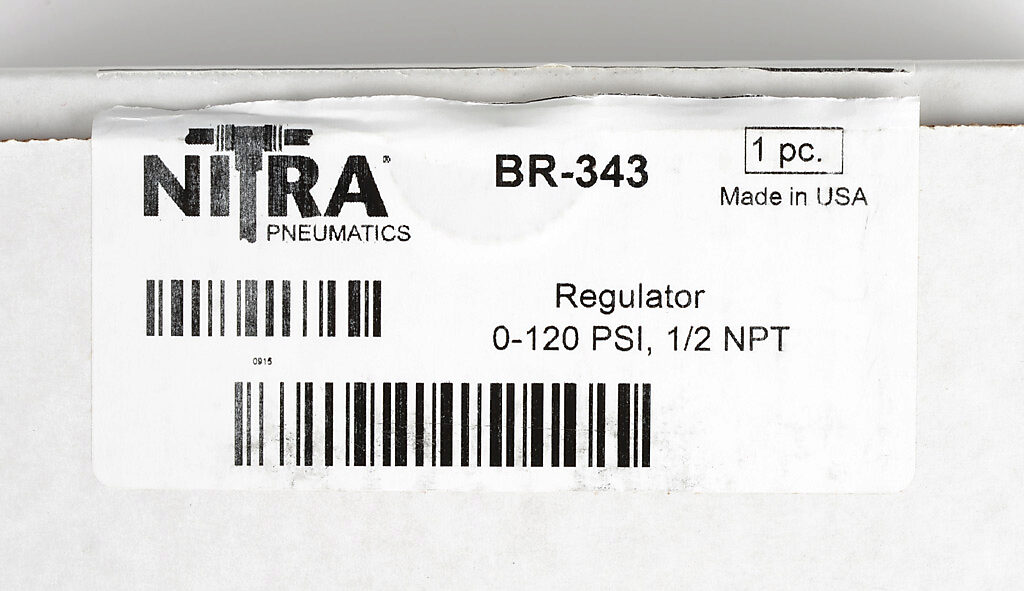 NITRA®
PNEUMATICS
BR-343
1 pc.
Made in USA
Regulator
0-120 PSI, 1/2 NPT
0915